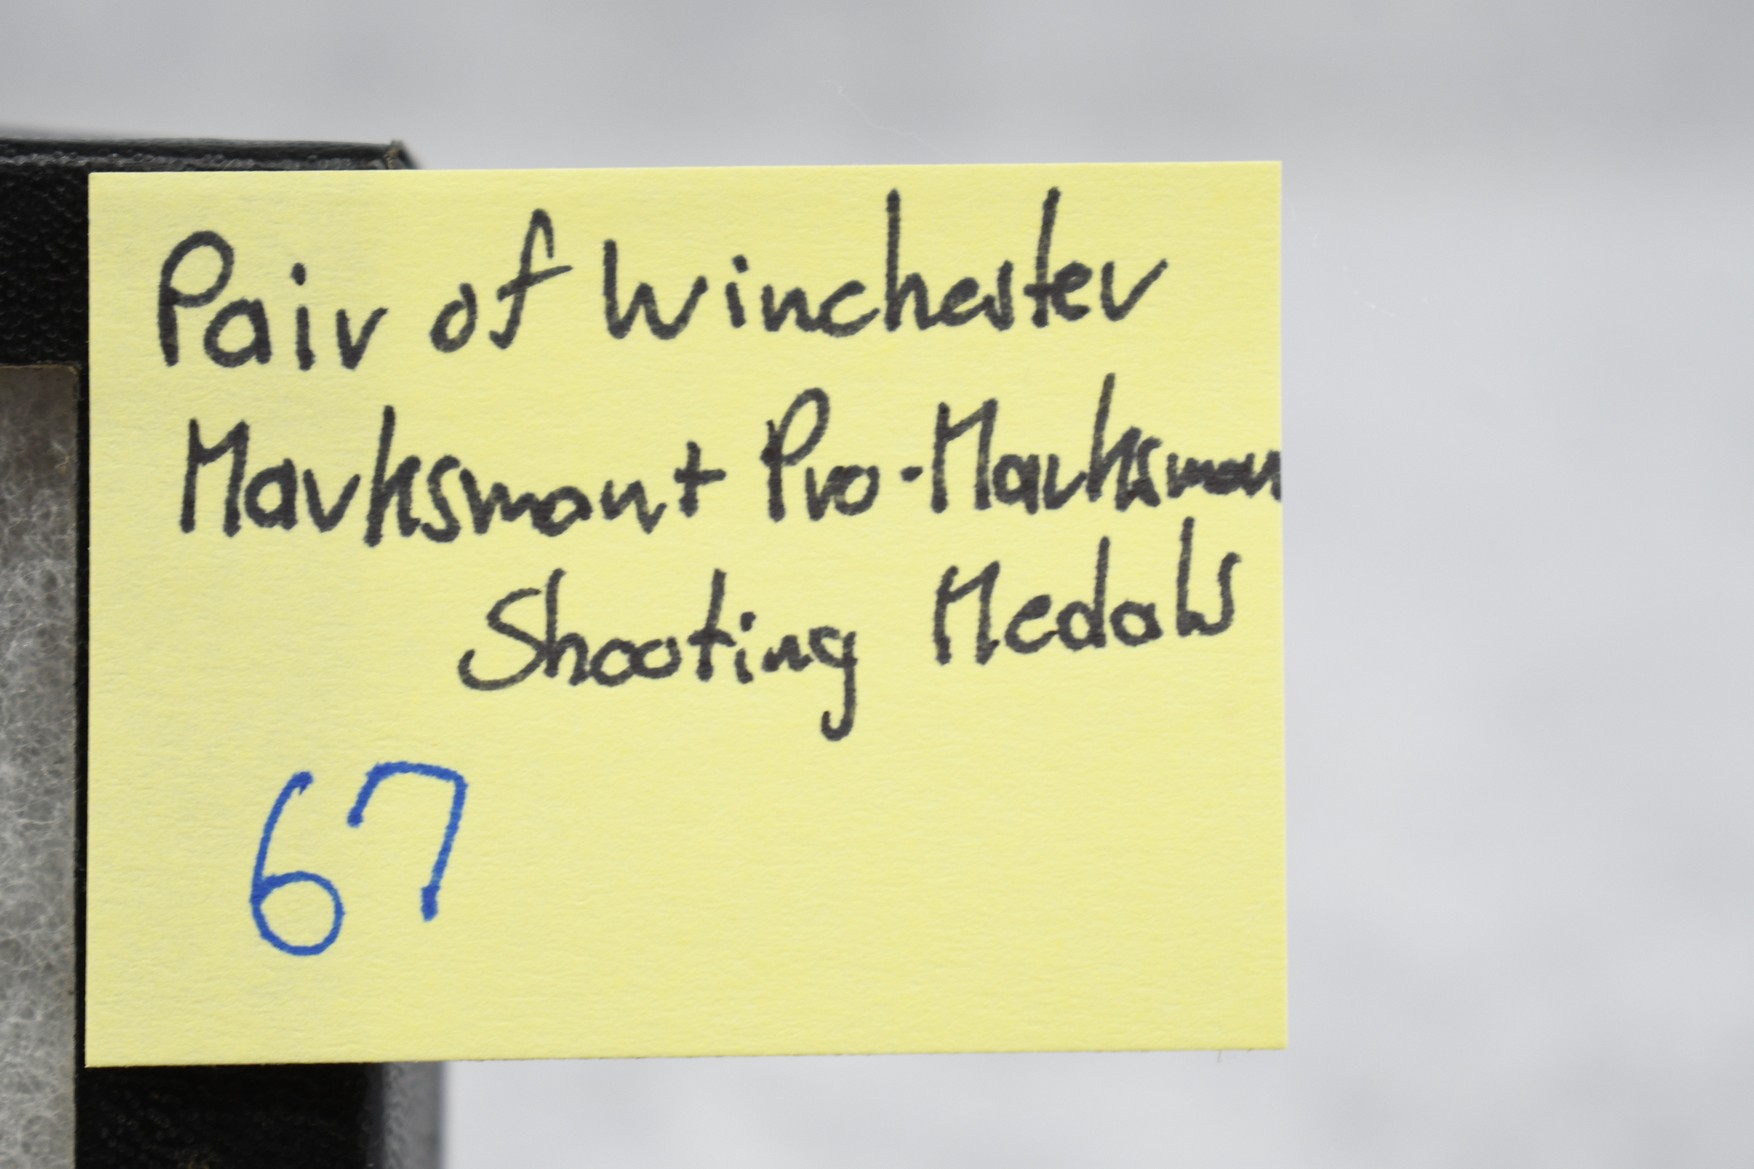 Pair of Winchester
Marksman + Pro-Marksman
Shooting Medals
67